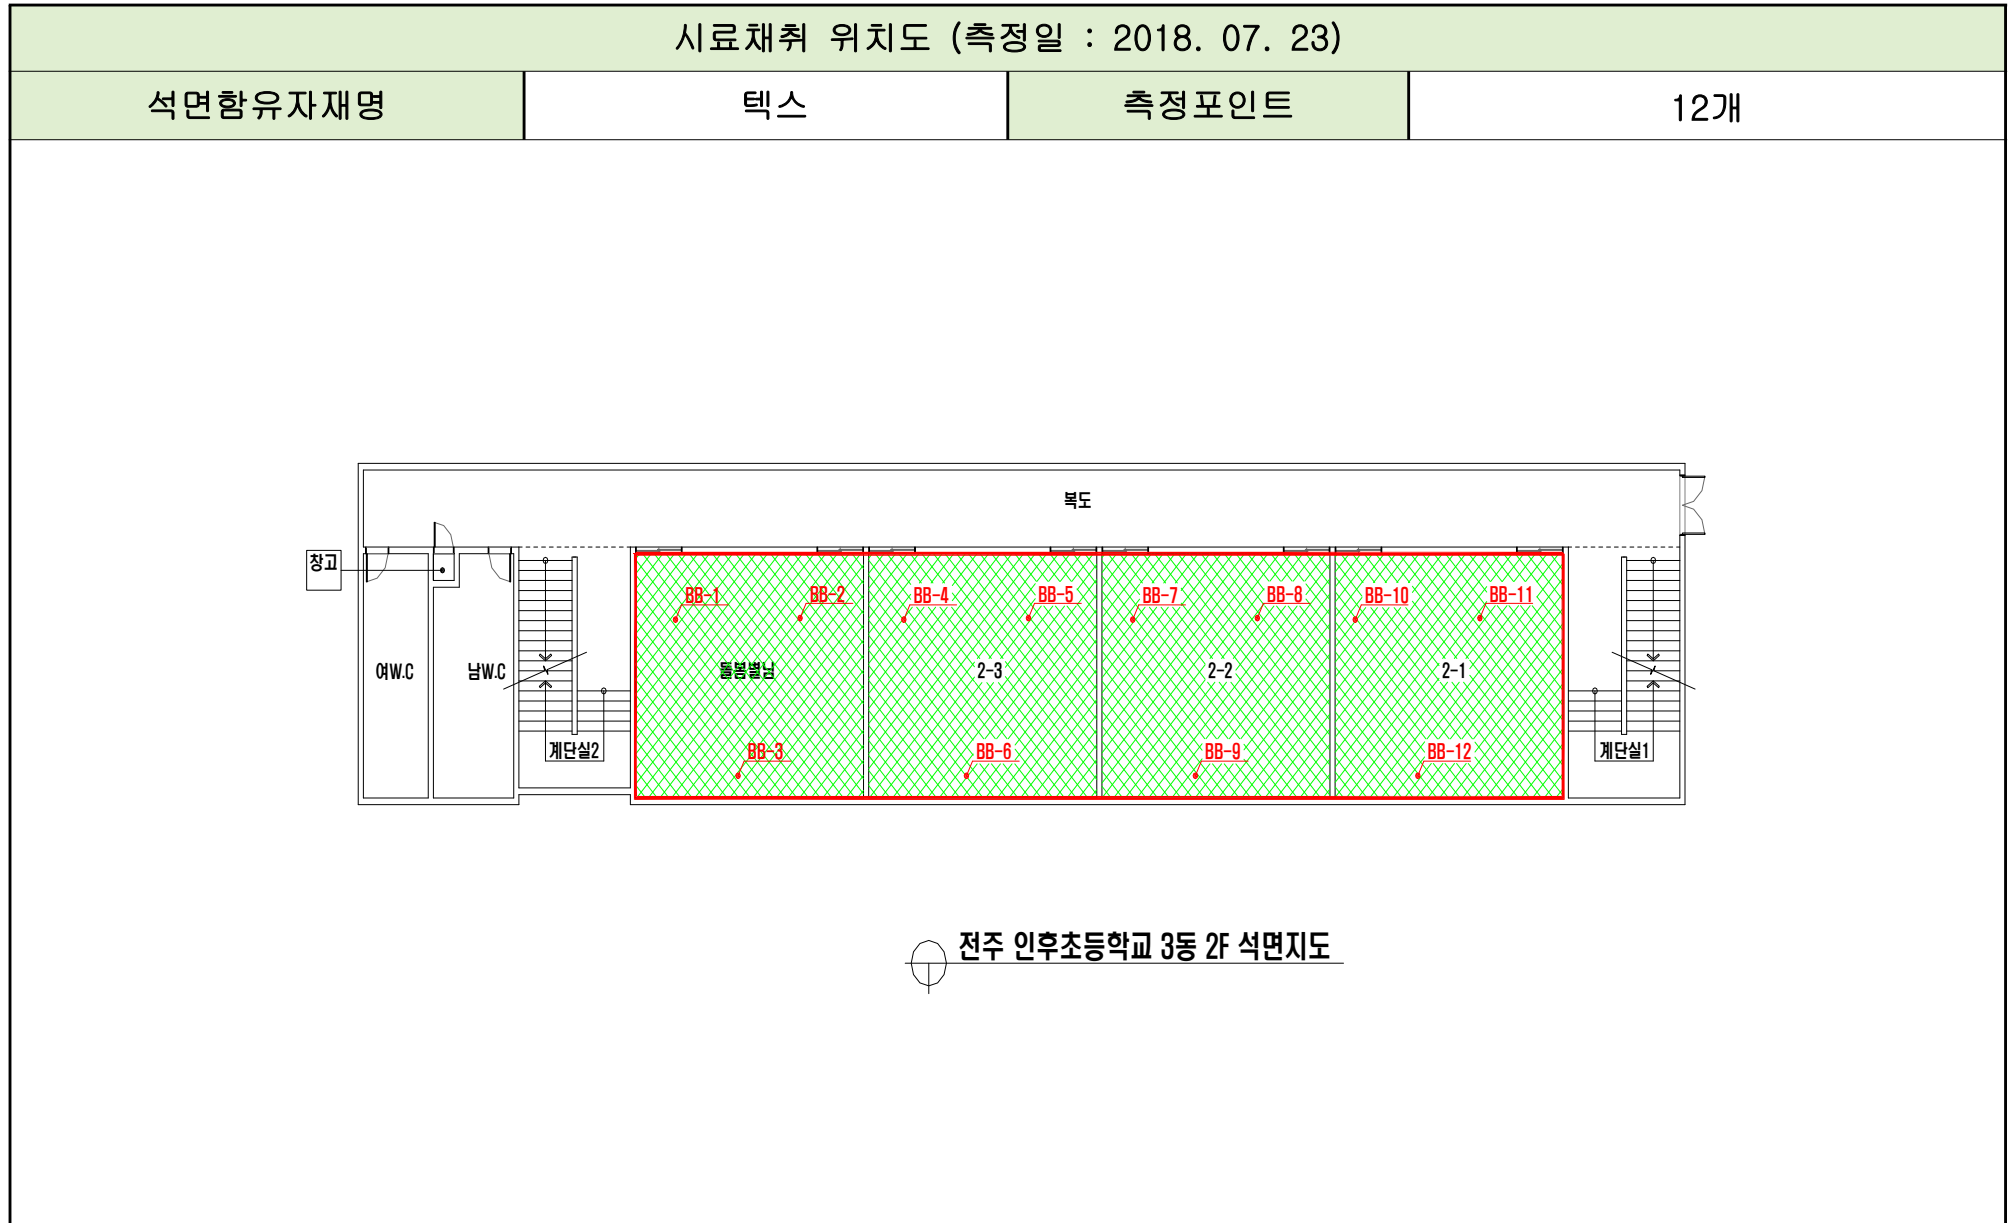 시료채취 위치도 (측정일 : 2018. 07. 23)
석면함유자재명 텍스 측정포인트 12개
복도
창고
BB-1 BB-2 BB-4 BB-5 BB-7 BB-8 BB-10 BB-11
여W.C 남W.C 돌봄별님 2-3 2-2 2-1
계단실2 BB-3 BB-6 BB-9 BB-12 계단실1
전주 인후초등학교 3동 2F 석면지도